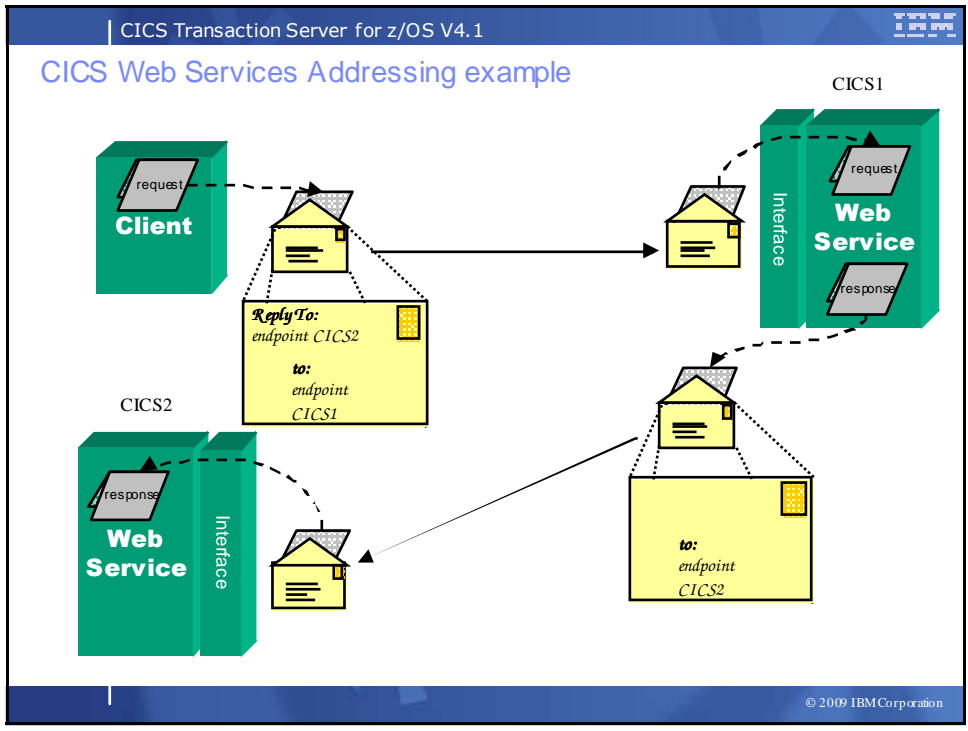 CICS Transaction Server for z/OS V4.1
IBM
CICS Web Services Addressing example
CICS1
request
Client
request
Interface
Web
Service
response
ReplyTo:
endpoint CICS2
to:
endpoint
CICS1
CICS2
response
Web
Service
Interface
to:
endpoint
CICS2
© 2009 IBM Corporation